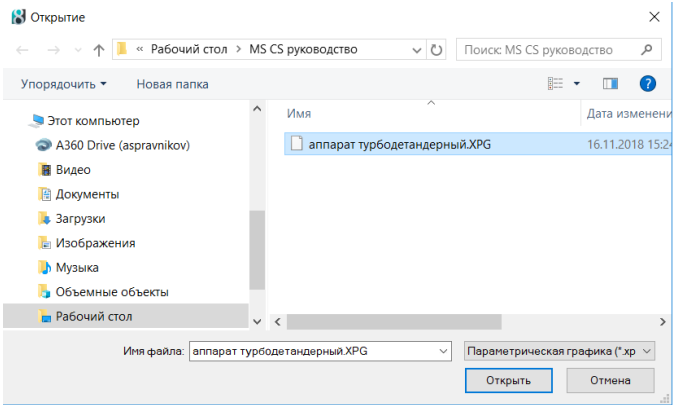 Открытие
« Рабочий стол › MS CS руководство
Поиск: MS CS руководство
Упорядочить
Новая папка
?
Имя
Дата изменени
Этот компьютер
A360 Drive (aspravnikov)
Видео
Документы
Загрузки
Изображения
Музыка
Объемные объекты
Рабочий стол
аппарат турбодетандерный.XPG
16.11.2018 15:24
Имя файла:
аппарат турбодетандерный.XPG
Параметрическая графика (*.xp
Открыть
Отмена